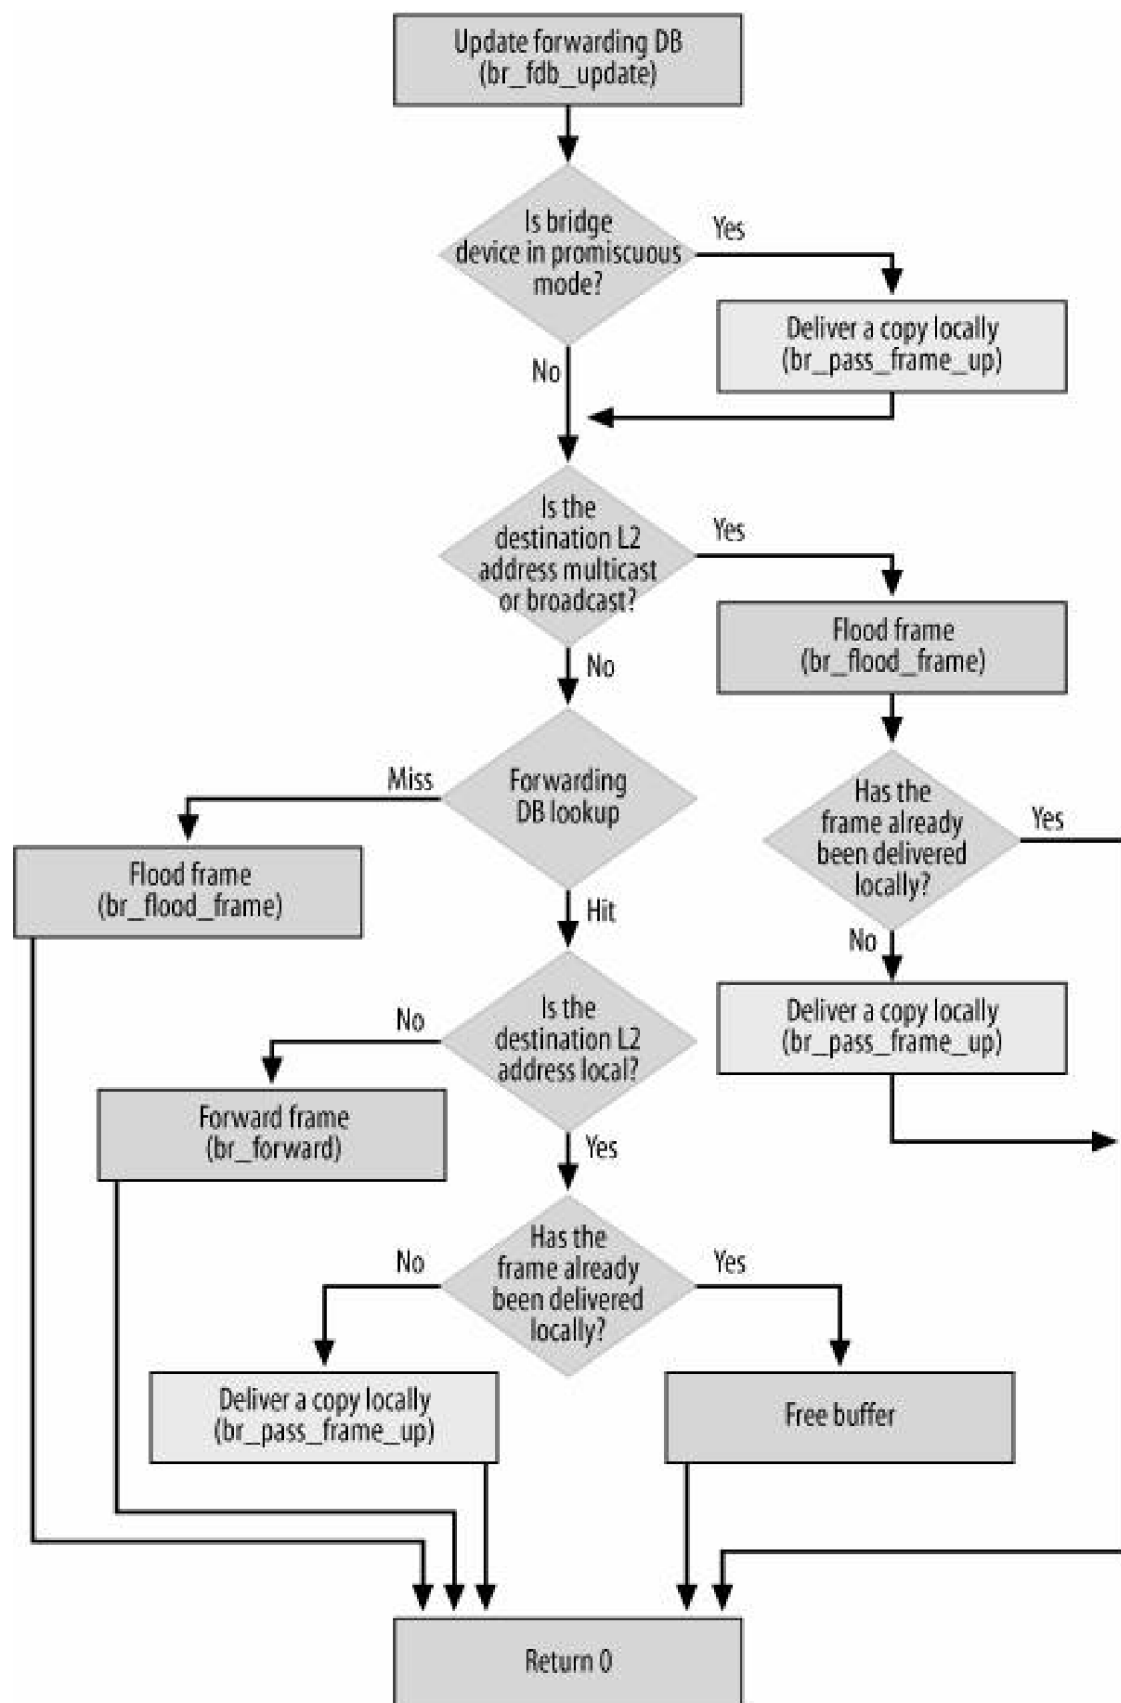 Update forwarding DB
(br_fdb_update)
Is bridge
device in promiscuous
mode?
Yes
Deliver a copy locally
(br_pass_frame_up)
No
Is the
destination L2
address multicast
or broadcast?
Yes
Flood frame
(br_flood_frame)
No
Forwarding
DB lookup
Miss
Flood frame
(br_flood_frame)
Has the
frame already
been delivered
locally?
Yes
Hit
No
Deliver a copy locally
(br_pass_frame_up)
Is the
destination L2
address local?
No
Forward frame
(br_forward)
Yes
Has the
frame already
been delivered
locally?
No
Yes
Deliver a copy locally
(br_pass_frame_up)
Free buffer
Return 0